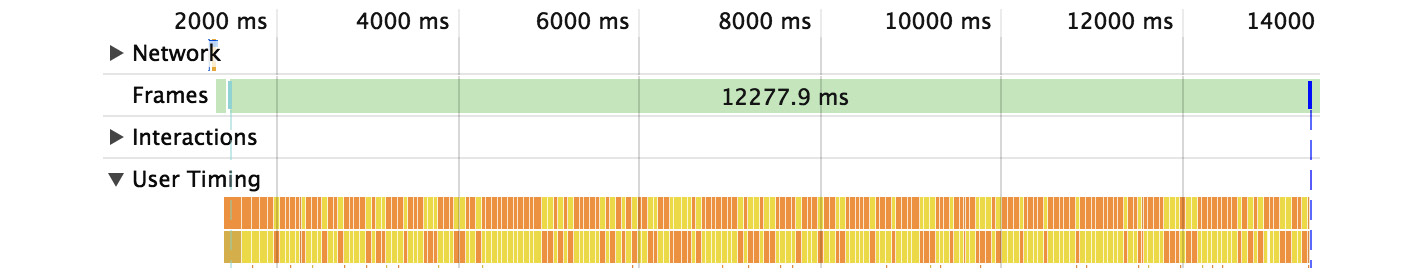 2000 ms 4000 ms 6000 ms 8000 ms 10000 ms 12000 ms 14000
Network
Frames 12277.9 ms
Interactions
User Timing